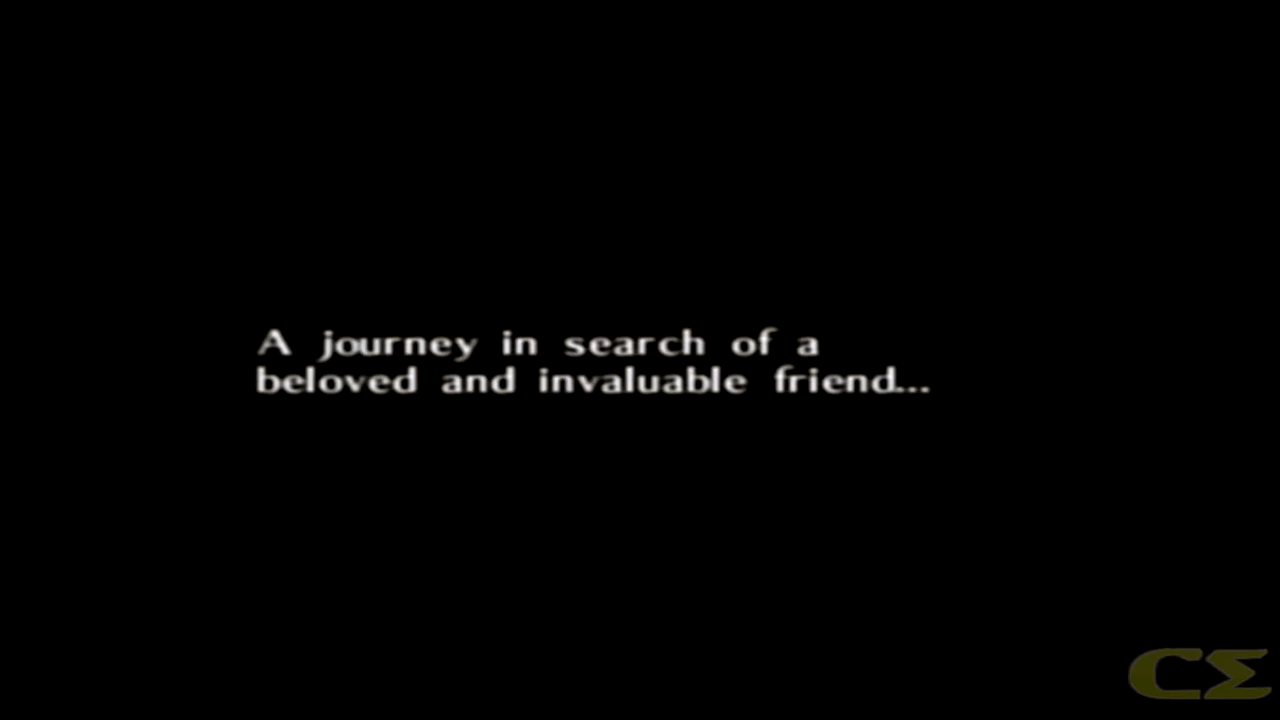 A journey in search of a
beloved and invaluable friend...
CΣ